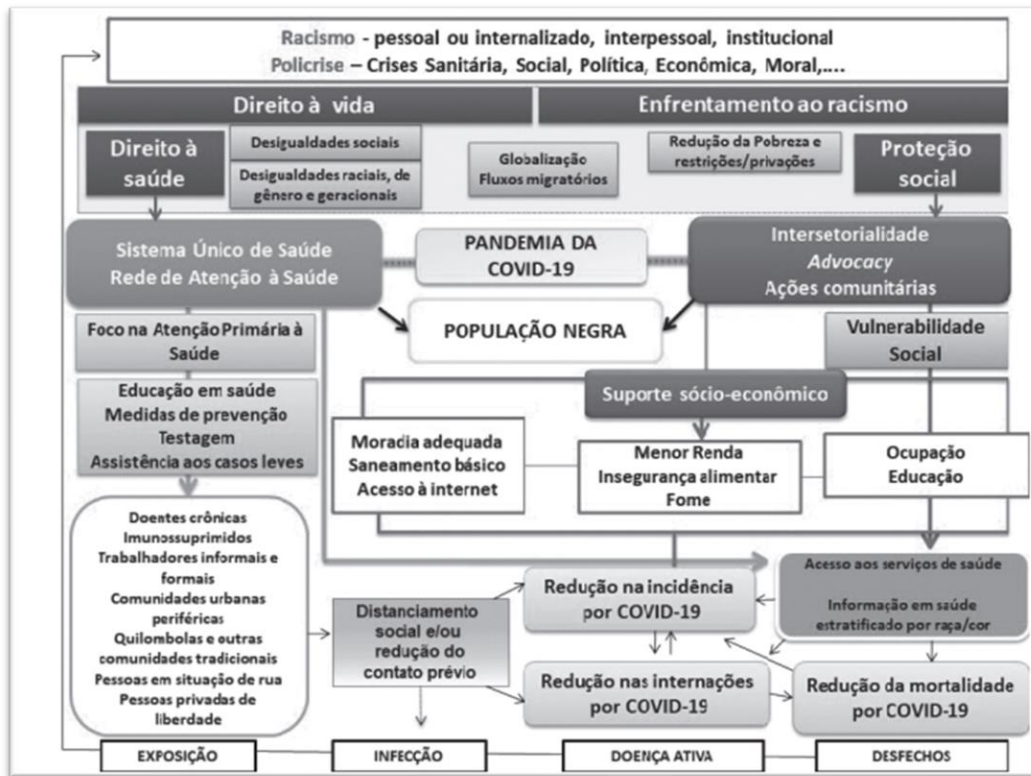 Racismo - pessoal ou internalizado, interpessoal, institucional
Policrise – Crises Sanitária, Social, Política, Econômica, Moral,....
Direito à vida
Enfrentamento ao racismo
Direito à
saúde
Desigualdades sociais
Desigualdades raciais, de
gênero e geracionais
Globalização
Fluxos migratórios
Redução da Pobreza e
restrições/privações
Proteção
social
Sistema Único de Saúde
Rede de Atenção à Saúde
PANDEMIA DA
COVID-19
Intersetorialidade
Advocacy
Ações comunitárias
POPULAÇÃO NEGRA
Foco na Atenção Primária à
Saúde
Vulnerabilidade
Social
Educação em saúde
Medidas de prevenção
Testagem
Assistência aos casos leves
Suporte sócio-econômico
Moradia adequada
Saneamento básico
Acesso à internet
Menor Renda
Insegurança alimentar
Fome
Ocupação
Educação
Doentes crônicas
Imunossuprimidos
Trabalhadores informais e
formais
Comunidades urbanas
periféricas
Quilombolas e outras
comunidades tradicionais
Pessoas em situação de rua
Pessoas privadas de
liberdade
Distanciamento
social e/ou
redução do
contato prévio
Redução na incidência
por COVID-19
Acesso aos serviços de saúde
Informação em saúde
estratificado por raça/cor
Redução nas internações
por COVID-19
Redução da mortalidade
por COVID-19
EXPOSIÇÃO
INFECÇÃO
DOENÇA ATIVA
DESFECHOS